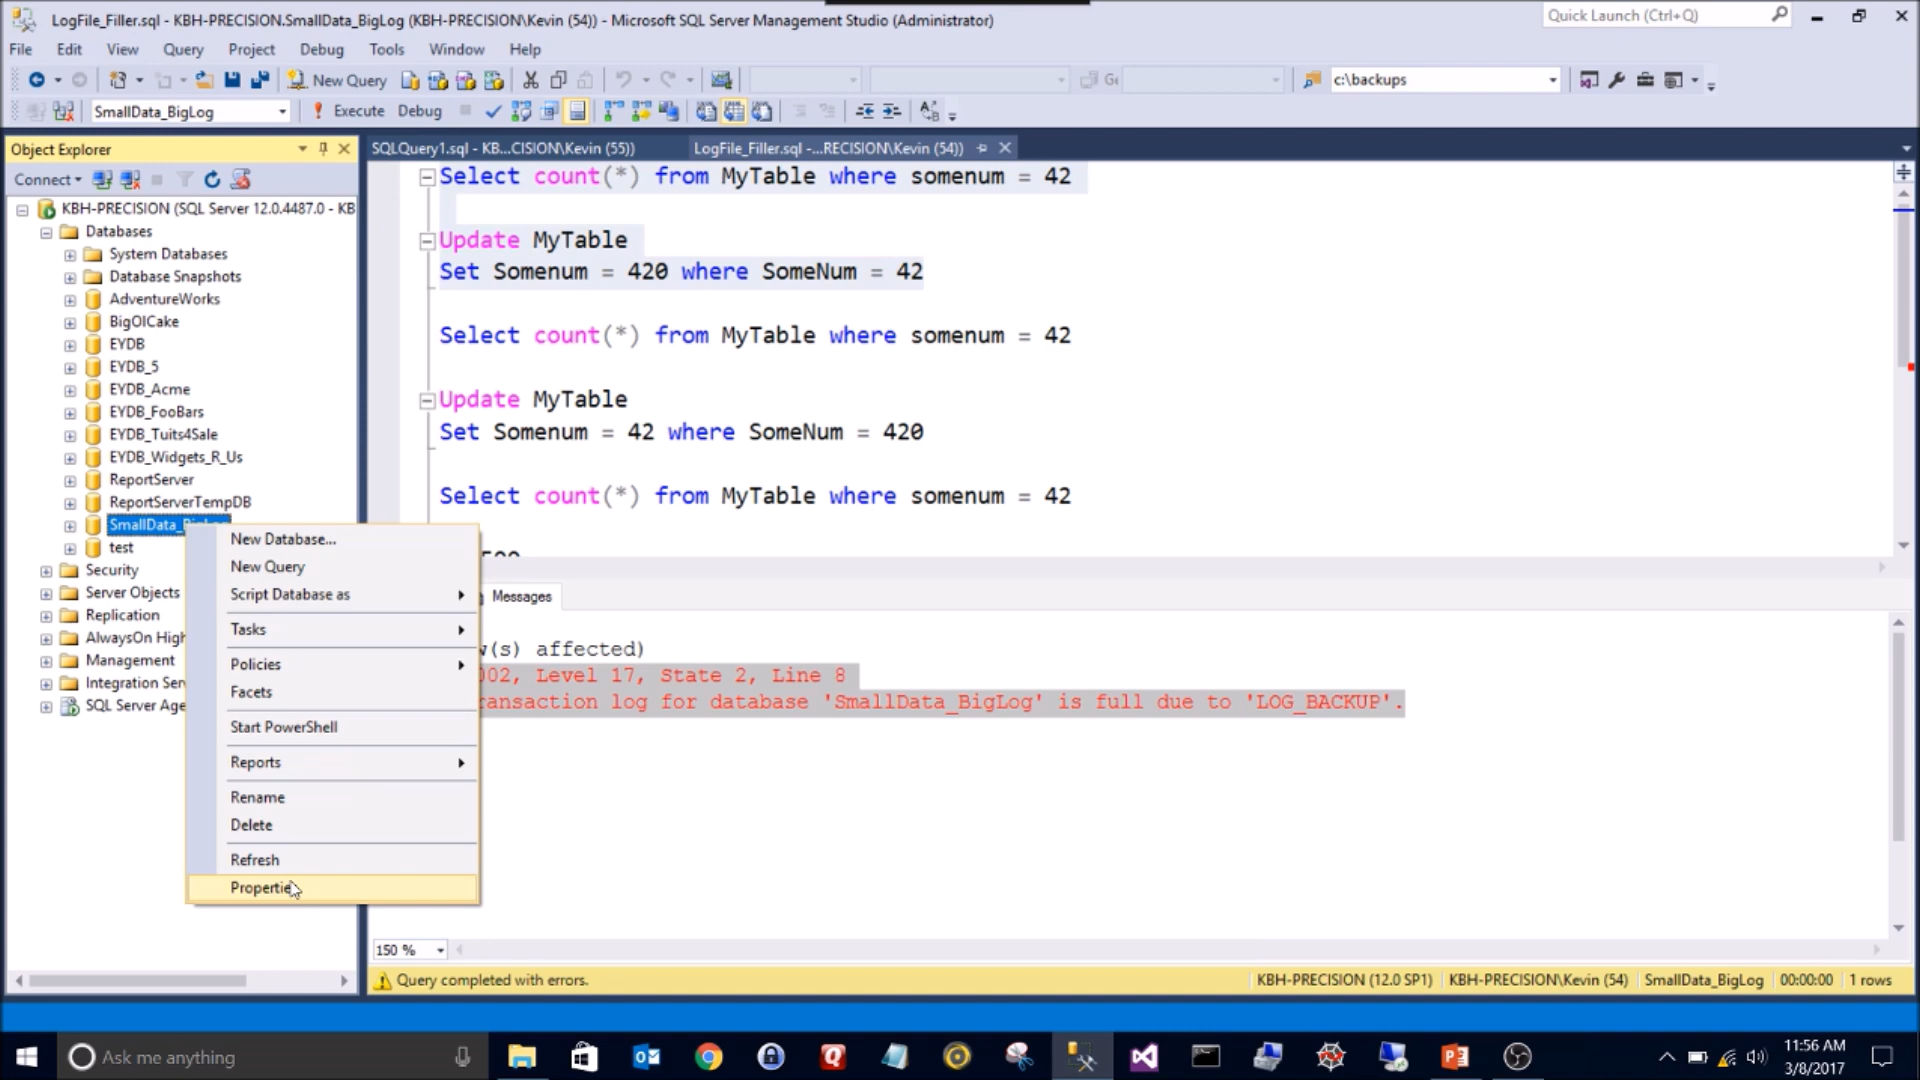 LogFile_Filler.sql - KBH-PRECISION.SmallData_BigLog (KBH-PRECISION\Kevin (54)) - Microsoft SQL Server Management Studio (Administrator)
Quick Launch (Ctrl+Q)
File Edit View Query Project Debug Tools Window Help
New Query
c:\backups
SmallData_BigLog
Execute Debug
Object Explorer
SQLQuery1.sql - KB...CISION\Kevin (55))
LogFile_Filler.sql -...RECISION\Kevin (54))
Connect
KBH-PRECISION (SQL Server 12.0.4487.0 - KB
Databases
System Databases
Database Snapshots
AdventureWorks
BigOlCake
EYDB
EYDB_5
EYDB_Acme
EYDB_FooBars
EYDB_Tuits4Sale
EYDB_Widgets_R_Us
ReportServer
ReportServerTempDB
SmallData_
test
Security
Server Objects
Replication
AlwaysOn High
Management
Integration Ser
SQL Server Age
New Database...
New Query
Script Database as
Tasks
Policies
Facets
Start PowerShell
Reports
Rename
Delete
Refresh
Propertie
Select count(*) from MyTable where somenum = 42
Update MyTable
Set Somenum = 420 where SomeNum = 42
Select count(*) from MyTable where somenum = 42
Update MyTable
Set Somenum = 42 where SomeNum = 420
Select count(*) from MyTable where somenum = 42
Messages
w(s) affected)
002, Level 17, State 2, Line 8
ransaction log for database 'SmallData_BigLog' is full due to 'LOG_BACKUP'.
150 %
Query completed with errors.
KBH-PRECISION (12.0 SP1) KBH-PRECISION\Kevin (54) SmallData_BigLog 00:00:00 1 rows
Ask me anything
11:56 AM
3/8/2017